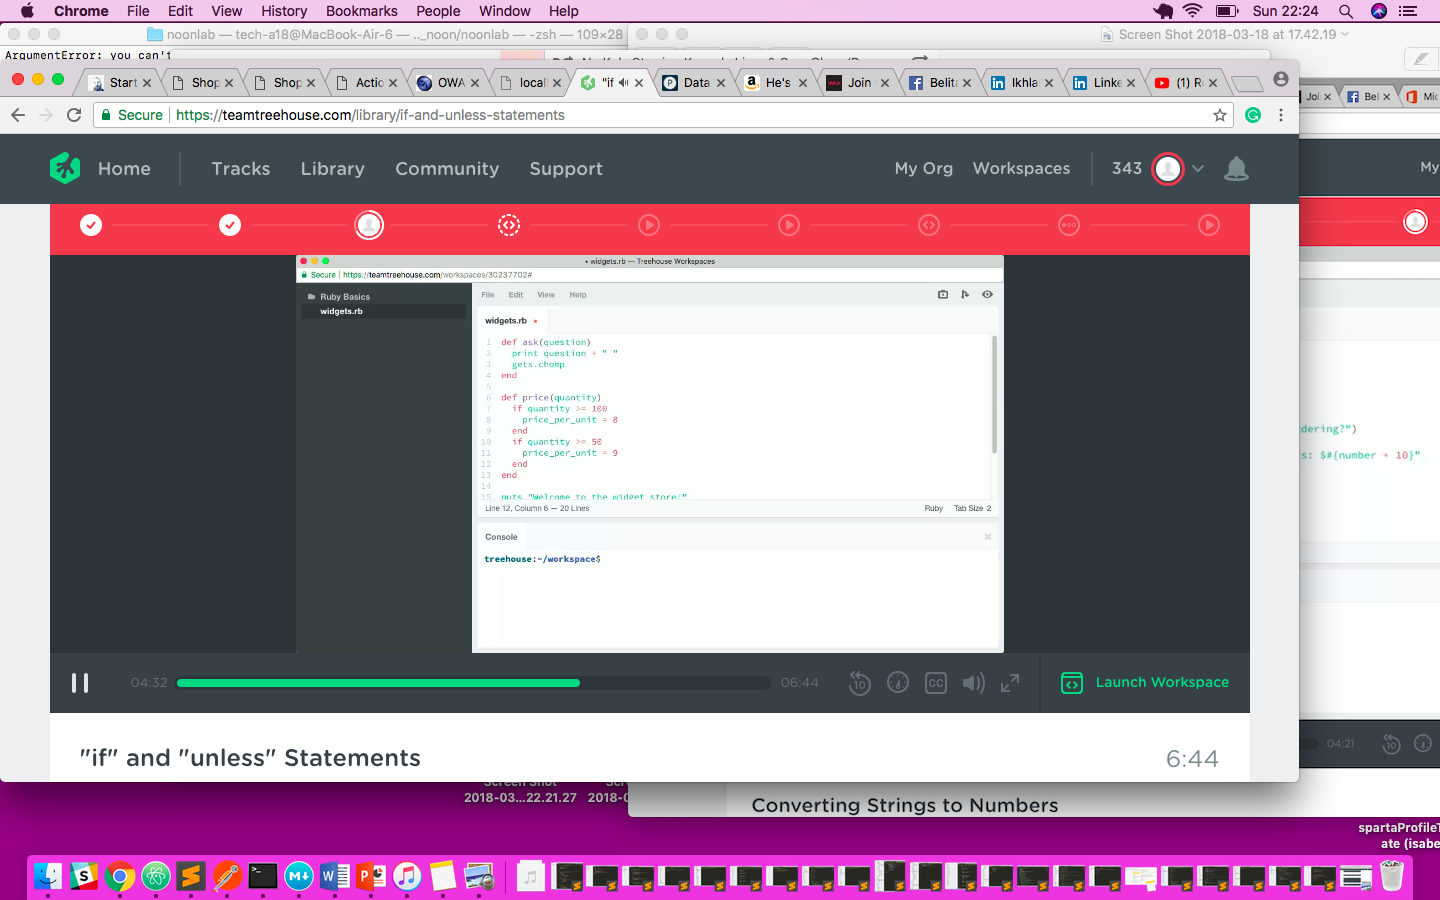 Chrome File Edit View History Bookmarks People Window Help Sun 22:24
noonlab — tech-a18@MacBook-Air-6 — .._noon/noonlab — -zsh — 109×28
Screen Shot 2018-03-18 at 17.42.19
ArgumentError: you can't
Start Shop Shop Actio OWA locall "if Data He's Join Belita Ikhla Linke (1) R
Joi Bel Mic
Secure https://teamtreehouse.com/library/if-and-unless-statements
Home Tracks Library Community Support My Org Workspaces 343
My
• widgets.rb — Treehouse Workspaces
Secure https://teamtreehouse.com/workspaces/30237702#
Ruby Basics
widgets.rb
File Edit View Help
widgets.rb
1 def ask(question)
2 print question + " "
3 gets.chomp
4 end
5
6 def price(quantity)
7 if quantity >= 100
8 price_per_unit = 8
9 end
10 if quantity >= 50
11 price_per_unit = 9
12 end
13 end
14
15 puts "Welcome to the widget store!"
Line 12, Column 6 — 20 Lines Ruby Tab Size 2
Console
treehouse:~/workspace$
dering?")
s: $#{number * 10}"
04:32 06:44 10 CC Launch Workspace
04:21 10
"if" and "unless" Statements 6:44
Screen Shot
2018-03...22.21.27 2018-0
Converting Strings to Numbers
spartaProfileT
ate (isabe